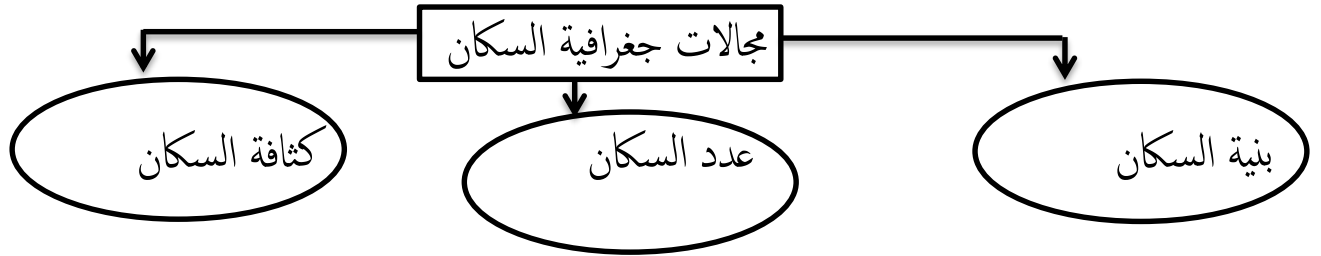 مجالات جغرافية السكان
بنية السكان
عدد السكان
كثافة السكان